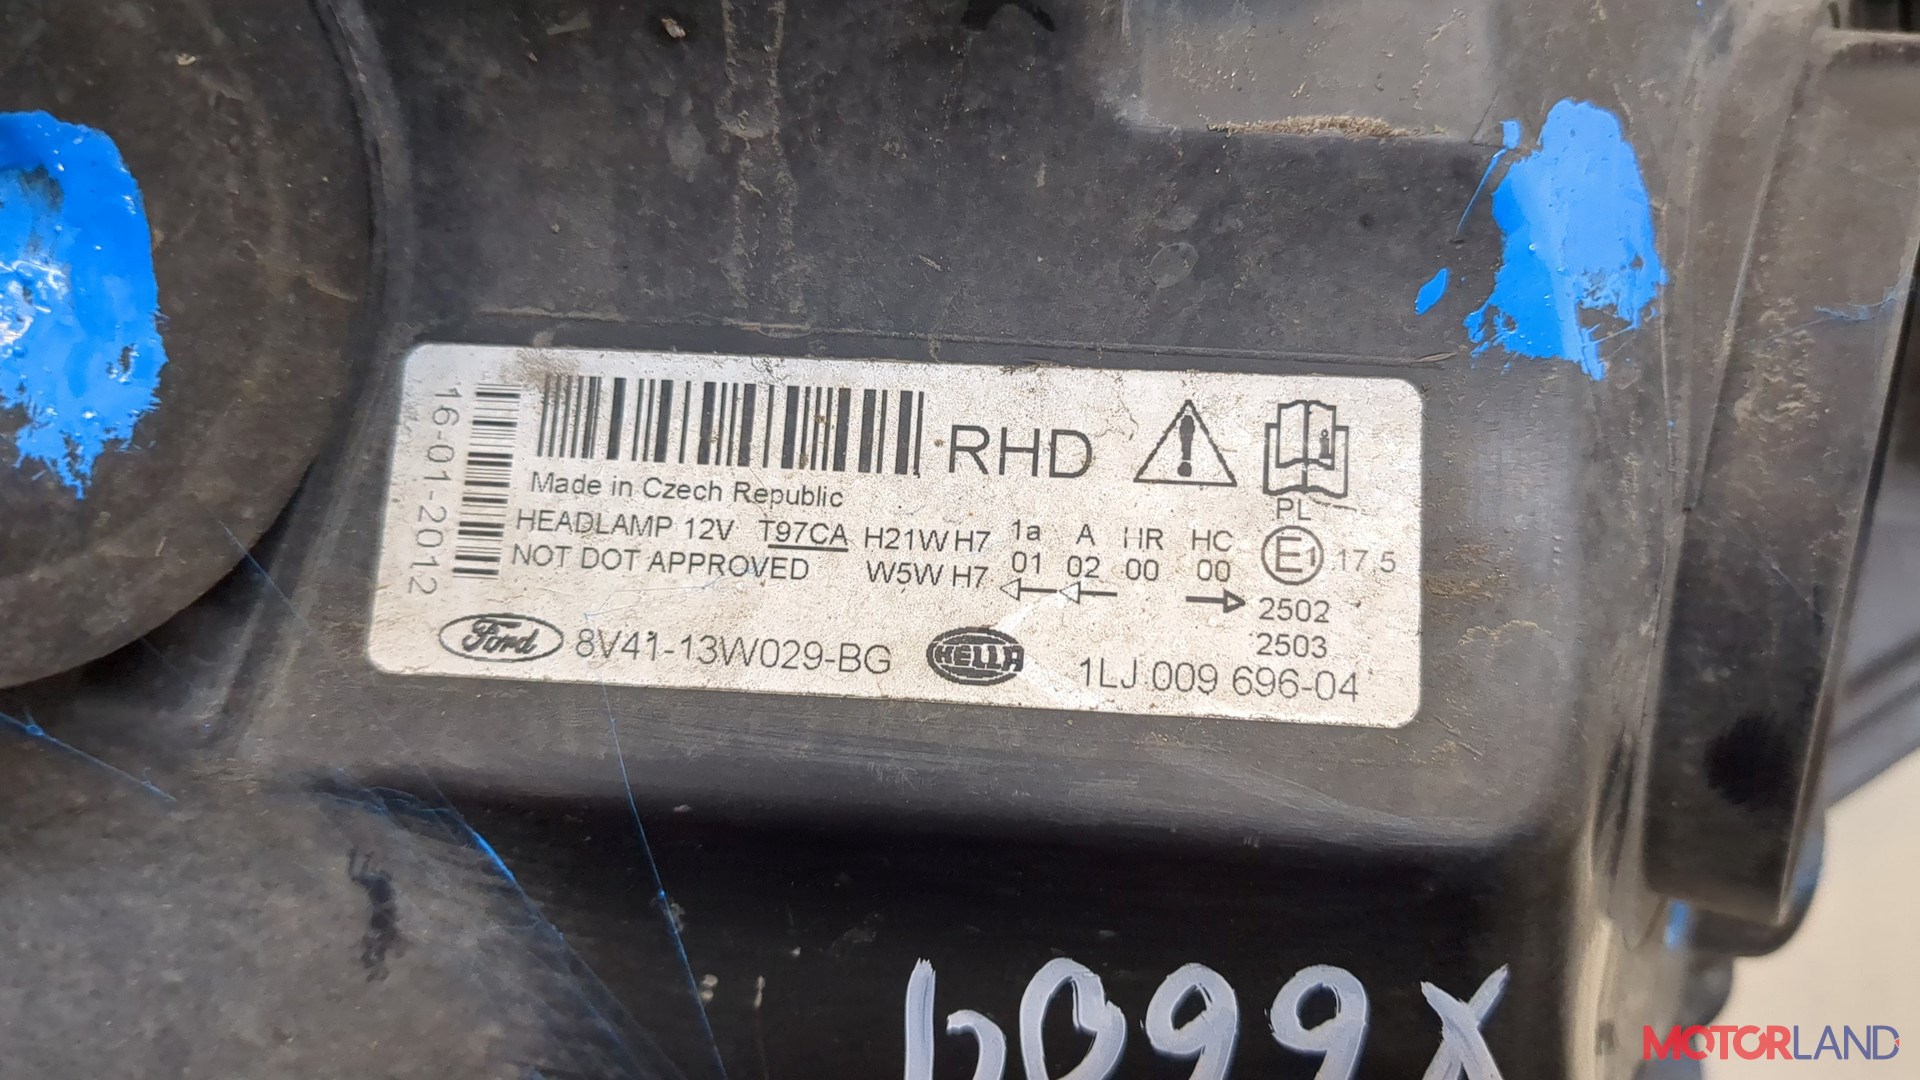 16-01-2012
RHD
Made in Czech Republic
HEADLAMP 12V T97CA H21W H7 1a A HR HC PL
NOT DOT APPROVED W5W H7 01 02 00 00 E1 17.5
2502
2503
Ford 8V41-13W029-BG HELLA 1LJ 009 696-04
MOTORLAND